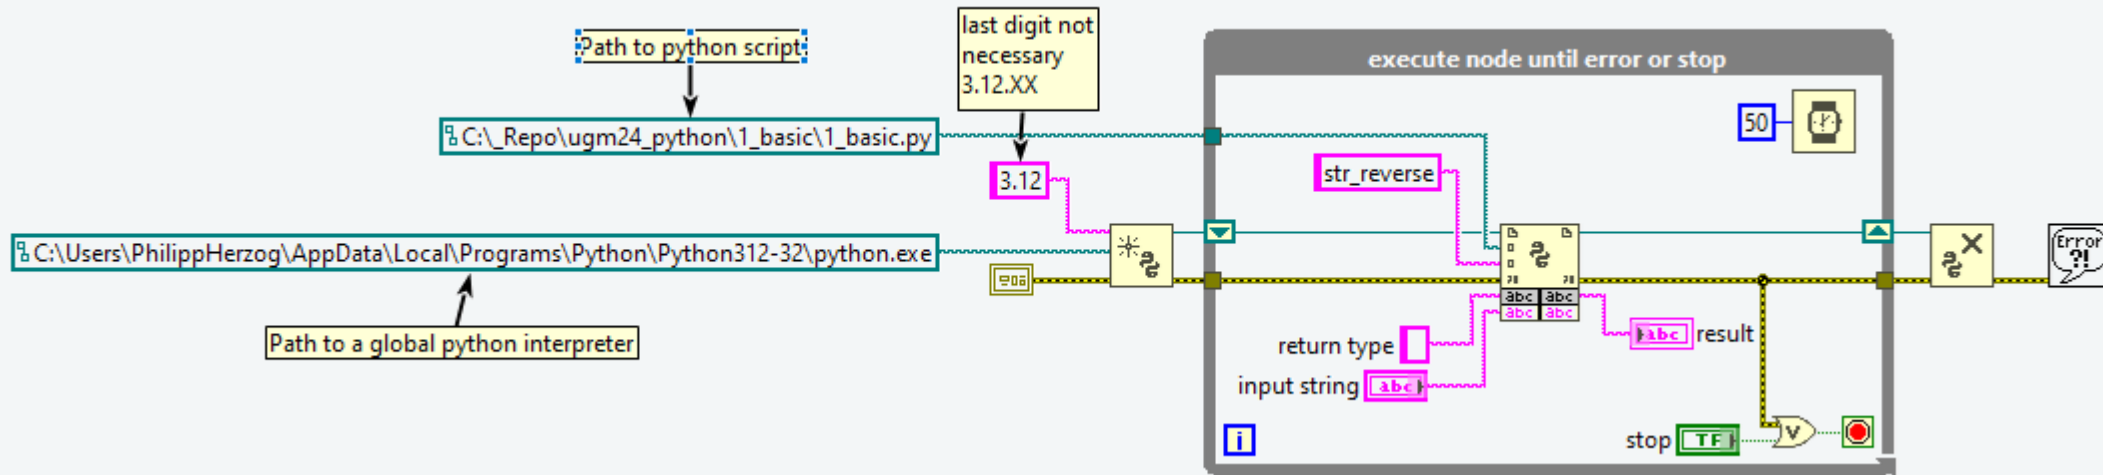 Path to python script
last digit not
necessary
3.12.XX
execute node until error or stop
C:\_Repo\ugm24_python\1_basic\1_basic.py
50
3.12
str_reverse
C:\Users\PhilippHerzog\AppData\Local\Programs\Python\Python312-32\python.exe
Error
?!
abc abc
abc abc
Path to a global python interpreter
return type
abc
result
input string
abc
i
stop
TF
V